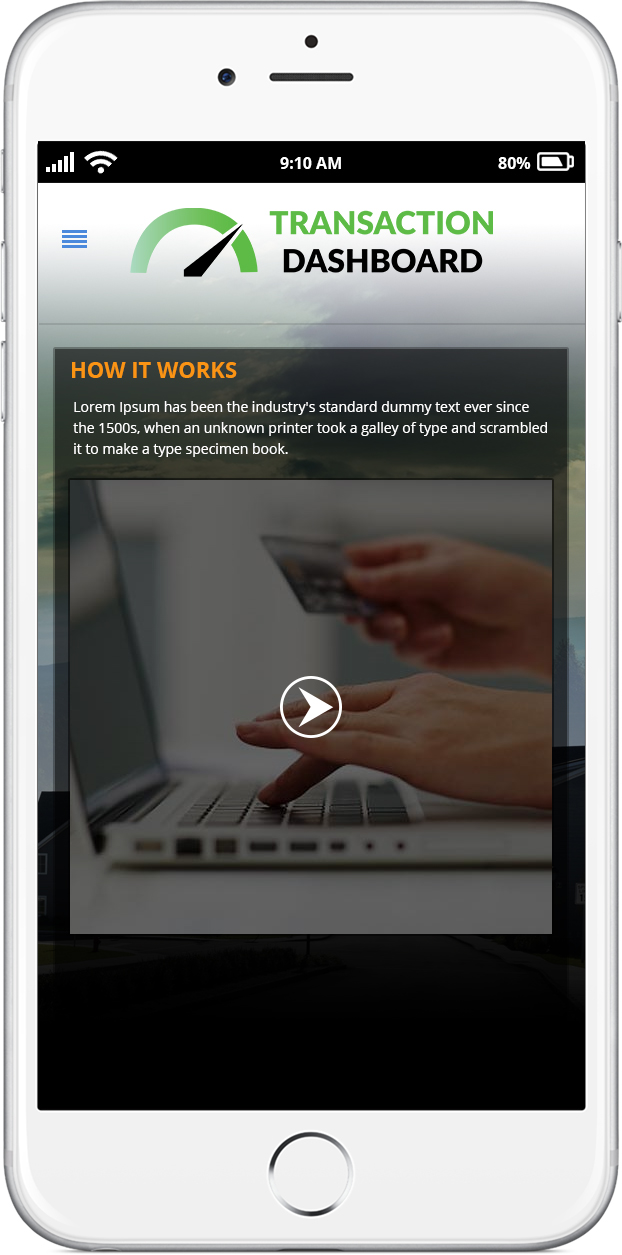 9:10 AM
80%
TRANSACTION
DASHBOARD
HOW IT WORKS
Lorem Ipsum has been the industry's standard dummy text ever since
the 1500s, when an unknown printer took a galley of type and scrambled
it to make a type specimen book.